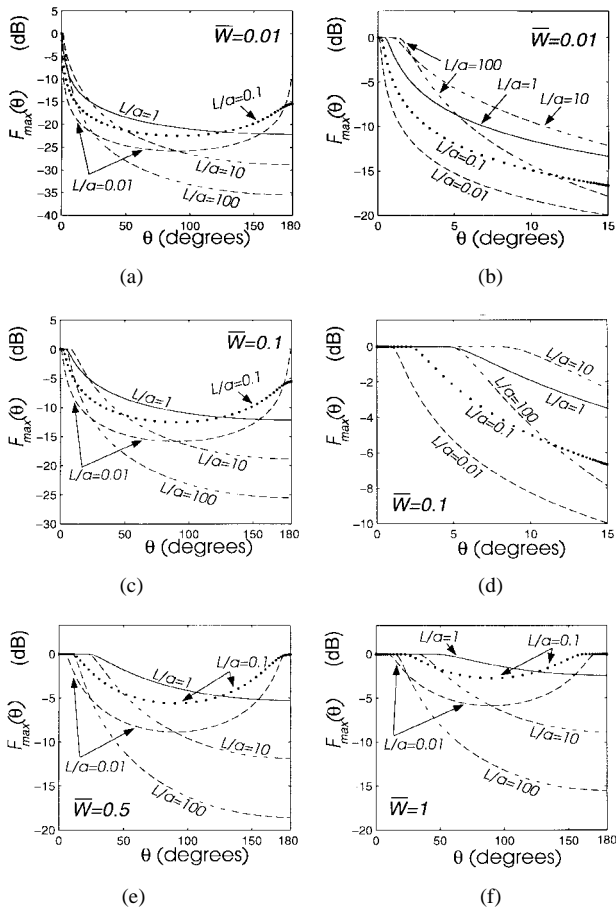 (dB)
F_max(θ)
W̅=0.01
0
−5
−10
−15
−20
−25
−30
−35
−40
L/a=1
L/a=0.1
L/a=0.01
L/a=10
L/a=100
0 50 100 150 180
θ (degrees)
(a)
(dB)
F_max(θ)
W̅=0.01
0
−5
−10
−15
−20
L/a=100
L/a=1
L/a=10
L/a=0.1
L/a=0.01
0 5 10 15
θ (degrees)
(b)
(dB)
F_max(θ)
W̅=0.1
0
−5
−10
−15
−20
−25
−30
L/a=1
L/a=0.1
L/a=0.01
L/a=10
L/a=100
0 50 100 150 180
θ (degrees)
(c)
(dB)
F_max(θ)
0
−2
−4
−6
−8
−10
L/a=10
L/a=1
L/a=100
L/a=0.1
L/a=0.01
W̅=0.1
0 5 10 15
θ (degrees)
(d)
(dB)
F_max(θ)
5
0
−5
−10
−15
−20
L/a=1
L/a=0.1
L/a=0.01
L/a=10
L/a=100
W̅=0.5
0 50 100 150 180
θ (degrees)
(e)
(dB)
F_max(θ)
5
0
−5
−10
−15
−20
L/a=1
L/a=0.1
L/a=0.01
L/a=10
L/a=100
W̅=1
0 50 100 150 180
θ (degrees)
(f)